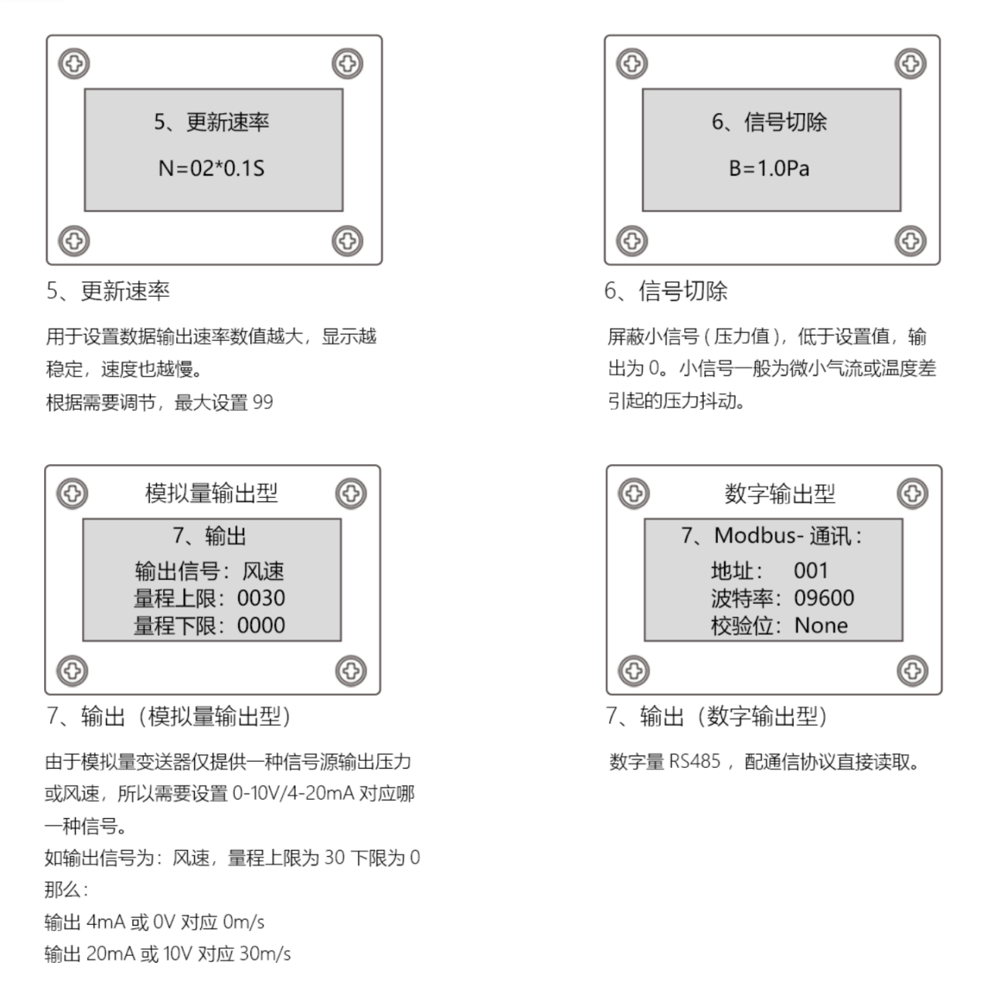 5、更新速率
N=02*0.1S
5、更新速率
用于设置数据输出速率数值越大，显示越
稳定，速度也越慢。
根据需要调节，最大设置 99
6、信号切除
B=1.0Pa
6、信号切除
屏蔽小信号 ( 压力值 )，低于设置值，输
出为 0。小信号一般为微小气流或温度差
引起的压力抖动。
模拟量输出型
7、输出
输出信号：风速
量程上限：0030
量程下限：0000
7、输出（模拟量输出型）
由于模拟量变送器仅提供一种信号源输出压力
或风速，所以需要设置 0-10V/4-20mA 对应哪
一种信号。
如输出信号为：风速，量程上限为 30 下限为 0
那么：
输出 4mA 或 0V 对应 0m/s
输出 20mA 或 10V 对应 30m/s
数字输出型
7、Modbus- 通讯：
地址： 001
波特率：09600
校验位：None
7、输出（数字输出型）
数字量 RS485 ，配通信协议直接读取。